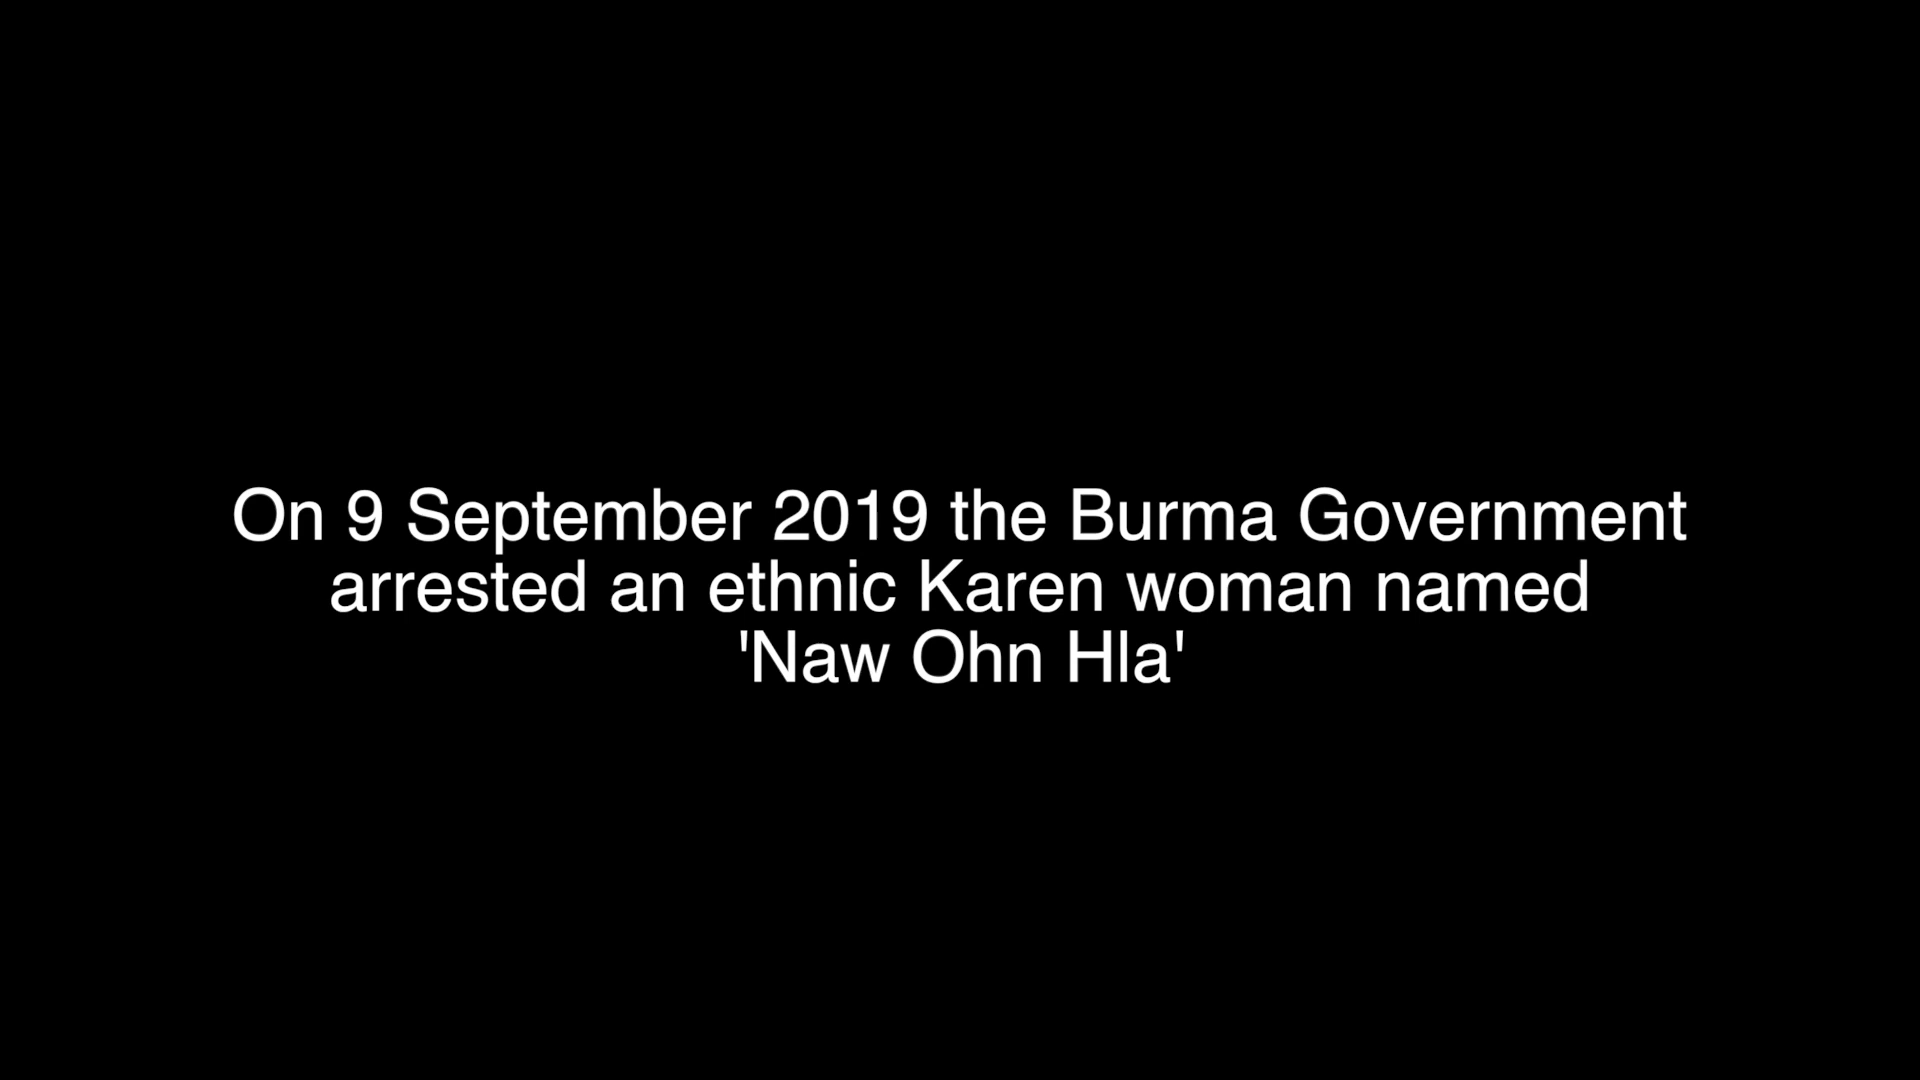 On 9 September 2019 the Burma Government
arrested an ethnic Karen woman named
'Naw Ohn Hla'